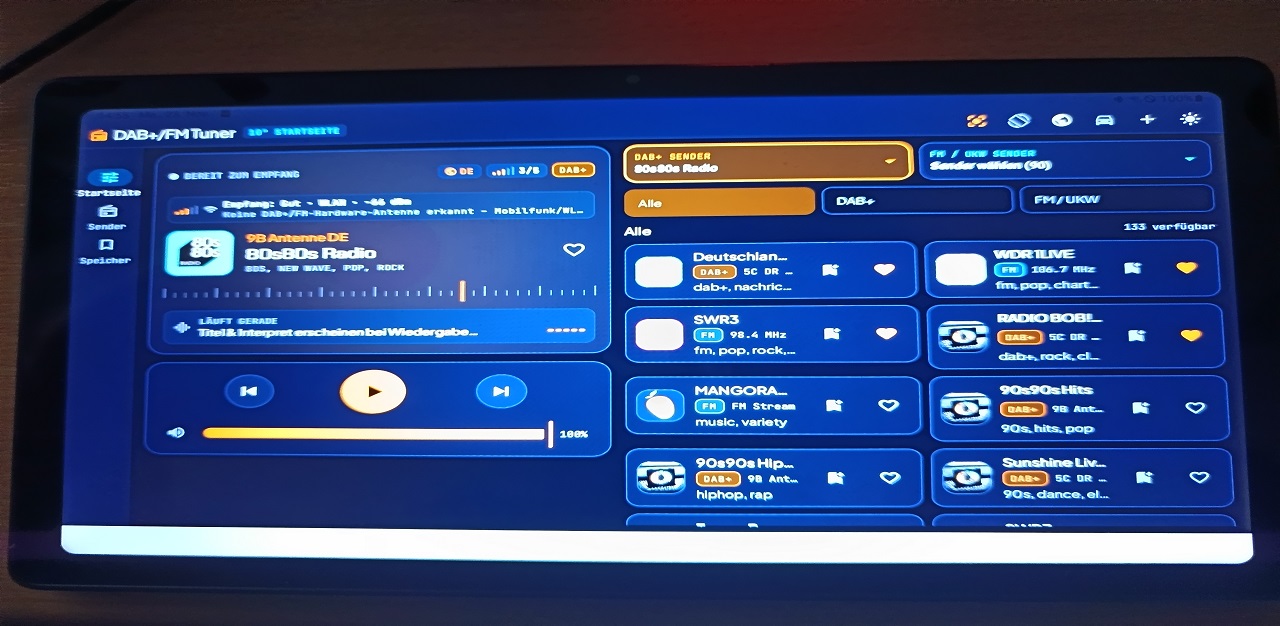 DAB+/FM Tuner
10" STARTSEITE
Startseite
Sender
Speicher
BEREIT ZUM EMPFANG
DE
3/5
DAB+
Empfang: Gut - WLAN - -66 dBm
Keine DAB+/FM-Hardware-Antenne erkannt - Mobilfunk/WL…
80s
80s
RADIO
9B Antenne DE
80s80s Radio
80S, NEW WAVE, POP, ROCK
LÄUFT GERADE
Titel & Interpret erscheinen bei Wiedergabe…
100%
DAB+ SENDER
80s80s Radio
FM / UKW SENDER
Sender wählen (90)
Alle
DAB+
FM/UKW
Alle
133 verfügbar
Deutschlan…
DAB+ 5C DR …
dab+, nachric…
WDR 1LIVE
FM 106.7 MHz
fm, pop, chart…
SWR3
FM 98.4 MHz
fm, pop, rock,…
RADIO BOB!…
DAB+ 5C DR …
dab+, rock, cl…
MANGORA…
FM FM Stream
music, variety
90s90s Hits
DAB+ 9B Ant…
90s, hits, pop
90s90s Hip…
DAB+ 9B Ant…
hiphop, rap
Sunshine Liv…
DAB+ 5C DR …
90s, dance, el…